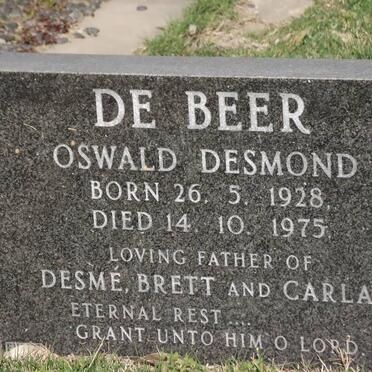 DE BEER
OSWALD DESMOND
BORN 26. 5. 1928.
DIED 14. 10. 1975.
LOVING FATHER OF
DESMÉ, BRETT AND CARLA
ETERNAL REST ....
GRANT UNTO HIM O LORD.